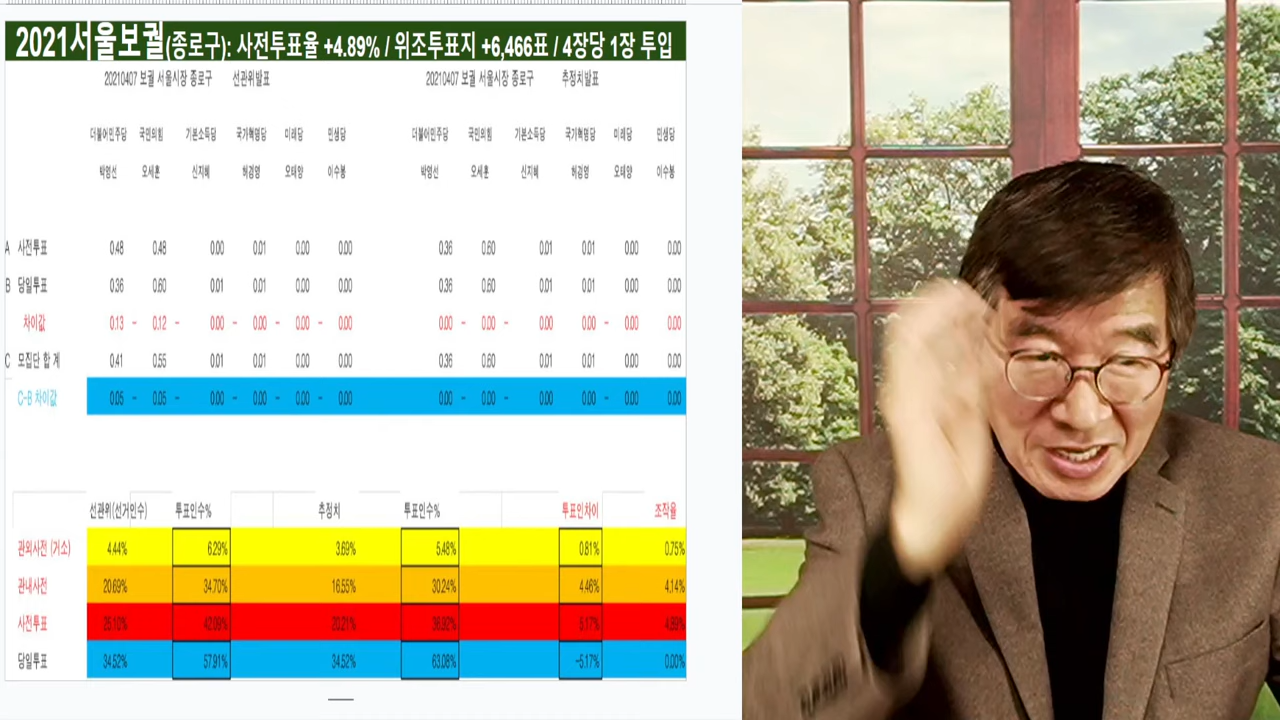 2021서울보궐(종로구): 사전투표율 +4.89% / 위조투표지 +6,466표 / 4장당 1장 투입
20210407 보궐 서울시장 종로구 선관위발표 20210407 보궐 서울시장 종로구 추정치발표
더불어민주당 국민의힘 기본소득당 국가혁명당 미래당 민생당 더불어민주당 국민의힘 기본소득당 국가혁명당 미래당 민생당
박영선 오세훈 신지혜 허경영 오태양 이수봉 박영선 오세훈 신지혜 허경영 오태양 이수봉
A 사전투표 0.48 0.48 0.00 0.01 0.00 0.00 0.36 0.60 0.01 0.01 0.00 0.00
B 당일투표 0.36 0.60 0.01 0.01 0.00 0.00 0.36 0.60 0.01 0.01 0.00 0.00
차이값 0.13 - 0.12 - 0.00 - 0.00 - 0.00 - 0.00 0.00 - 0.00 - 0.00 0.00 - 0.00 - 0.00
C 모집단 합 계 0.41 0.55 0.01 0.01 0.00 0.00 0.36 0.60 0.01 0.01 0.00 0.00
C-B 차이값 0.05 - 0.05 - 0.00 - 0.00 - 0.00 - 0.00 0.00 - 0.00 - 0.00 0.00 - 0.00 - 0.00
선관위(선거인수) 투표인수% 추정치 투표인수% 투표인차이 조작율
관외사전 (거소) 4.44% 6.29% 3.69% 5.48% 0.81% 0.75%
관내사전 20.69% 34.70% 16.55% 30.24% 4.46% 4.14%
사전투표 25.10% 42.09% 20.21% 36.92% 5.17% 4.89%
당일투표 34.52% 57.91% 34.52% 63.08% -5.17% 0.00%